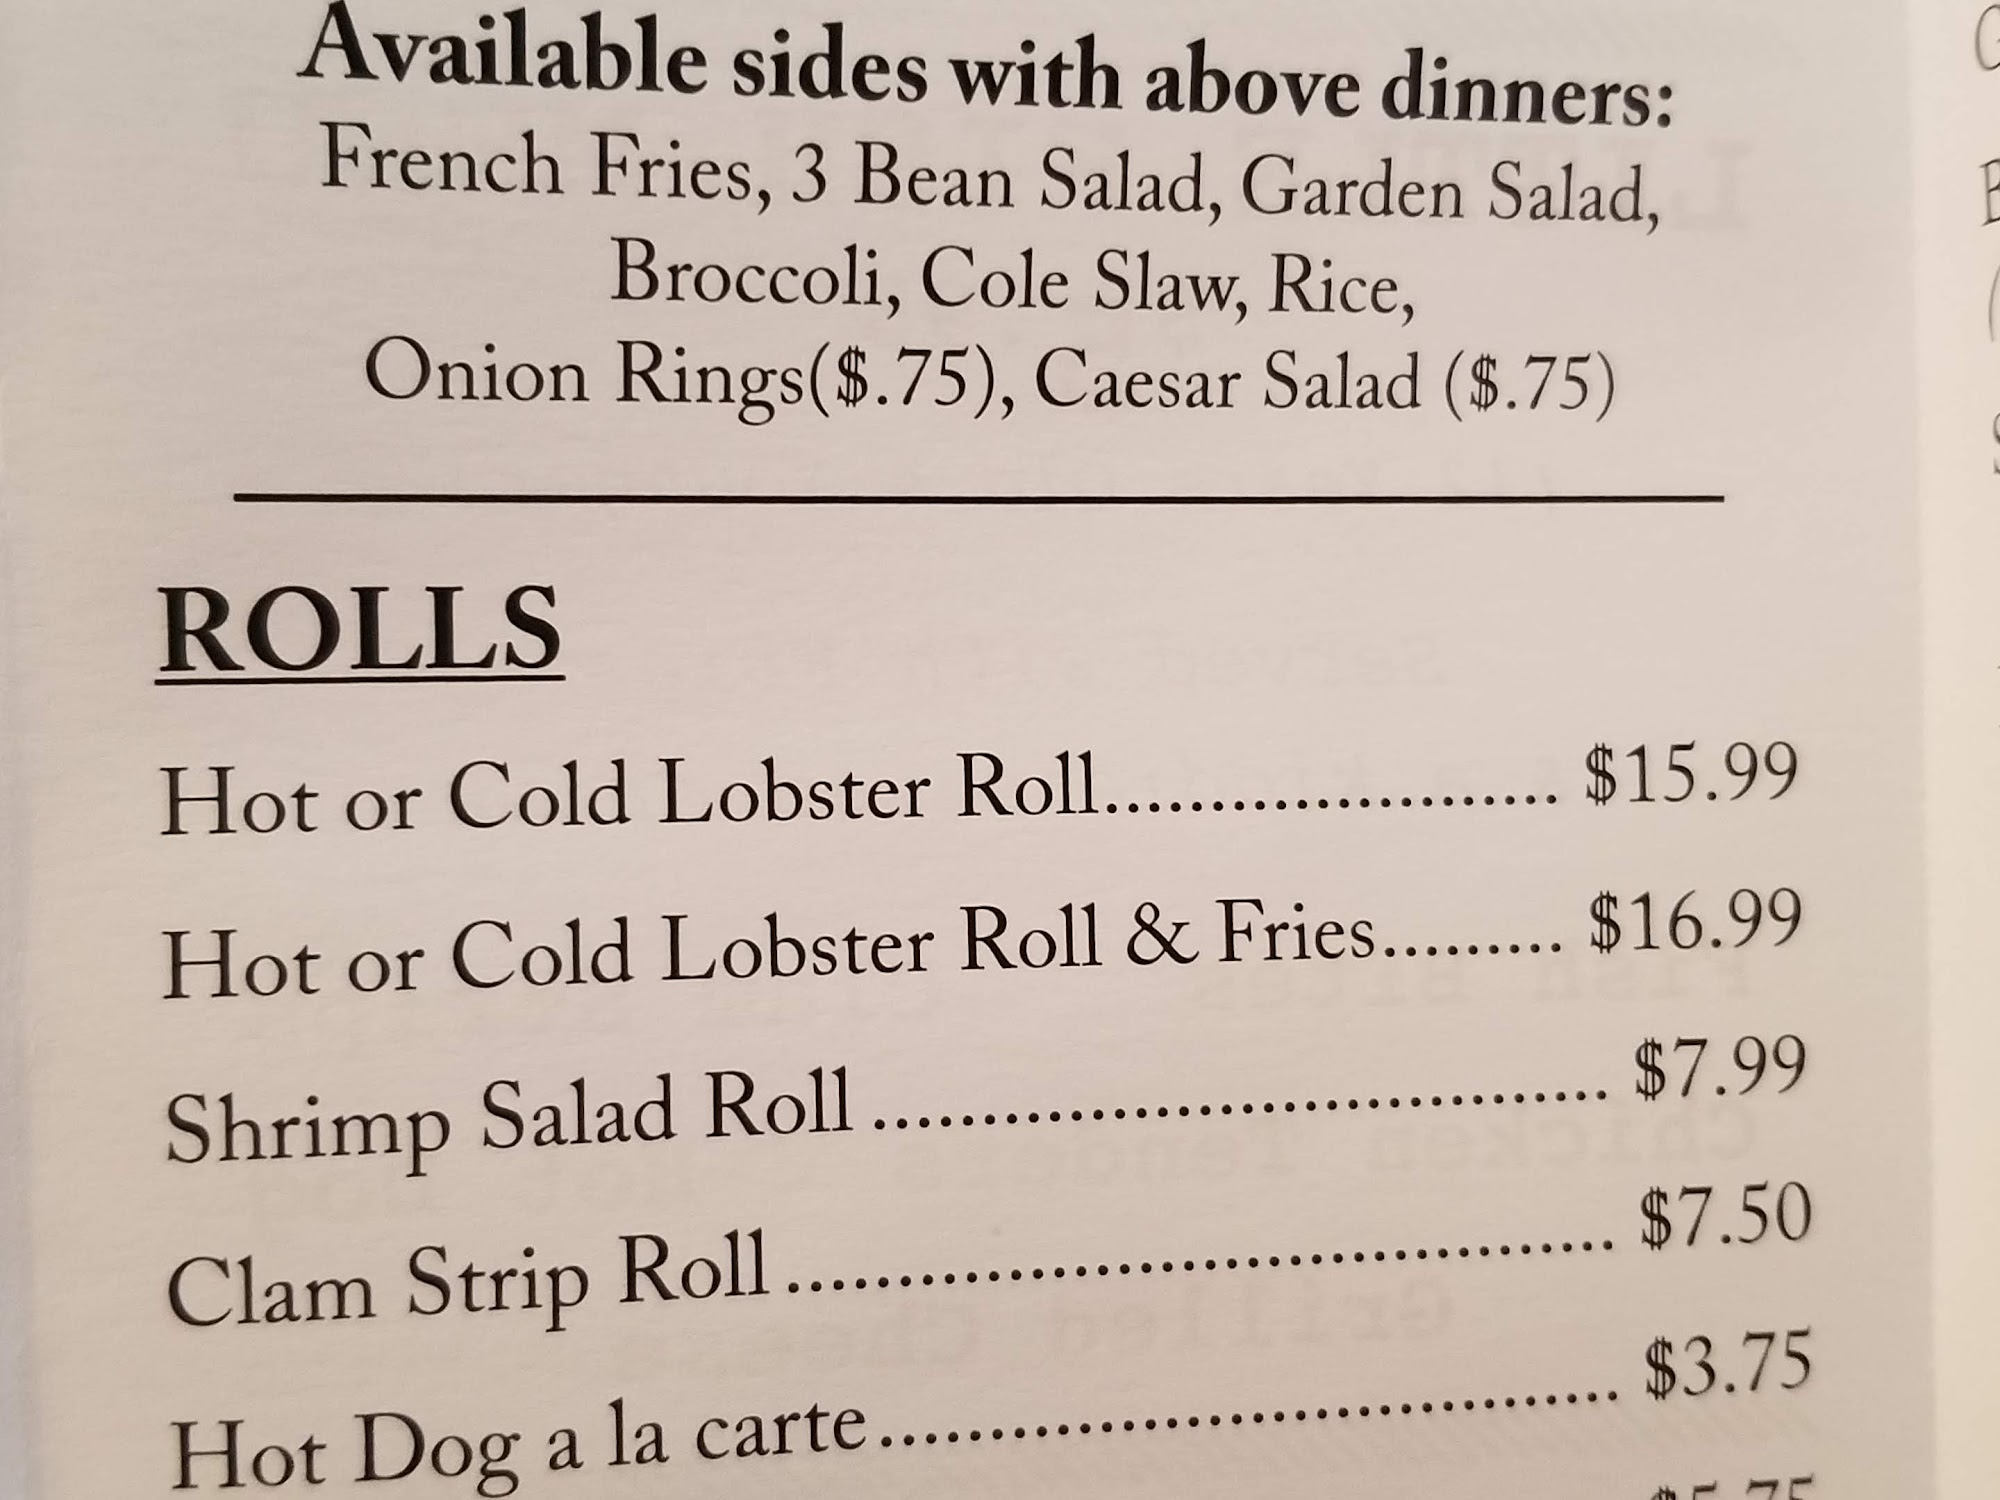 Available sides with above dinners:
French Fries, 3 Bean Salad, Garden Salad,
Broccoli, Cole Slaw, Rice,
Onion Rings($.75), Caesar Salad ($.75)
ROLLS
Hot or Cold Lobster Roll...................... $15.99
Hot or Cold Lobster Roll & Fries......... $16.99
Shrimp Salad Roll ........................................ $7.99
Clam Strip Roll ............................................. $7.50
Hot Dog a la carte........................................ $3.75